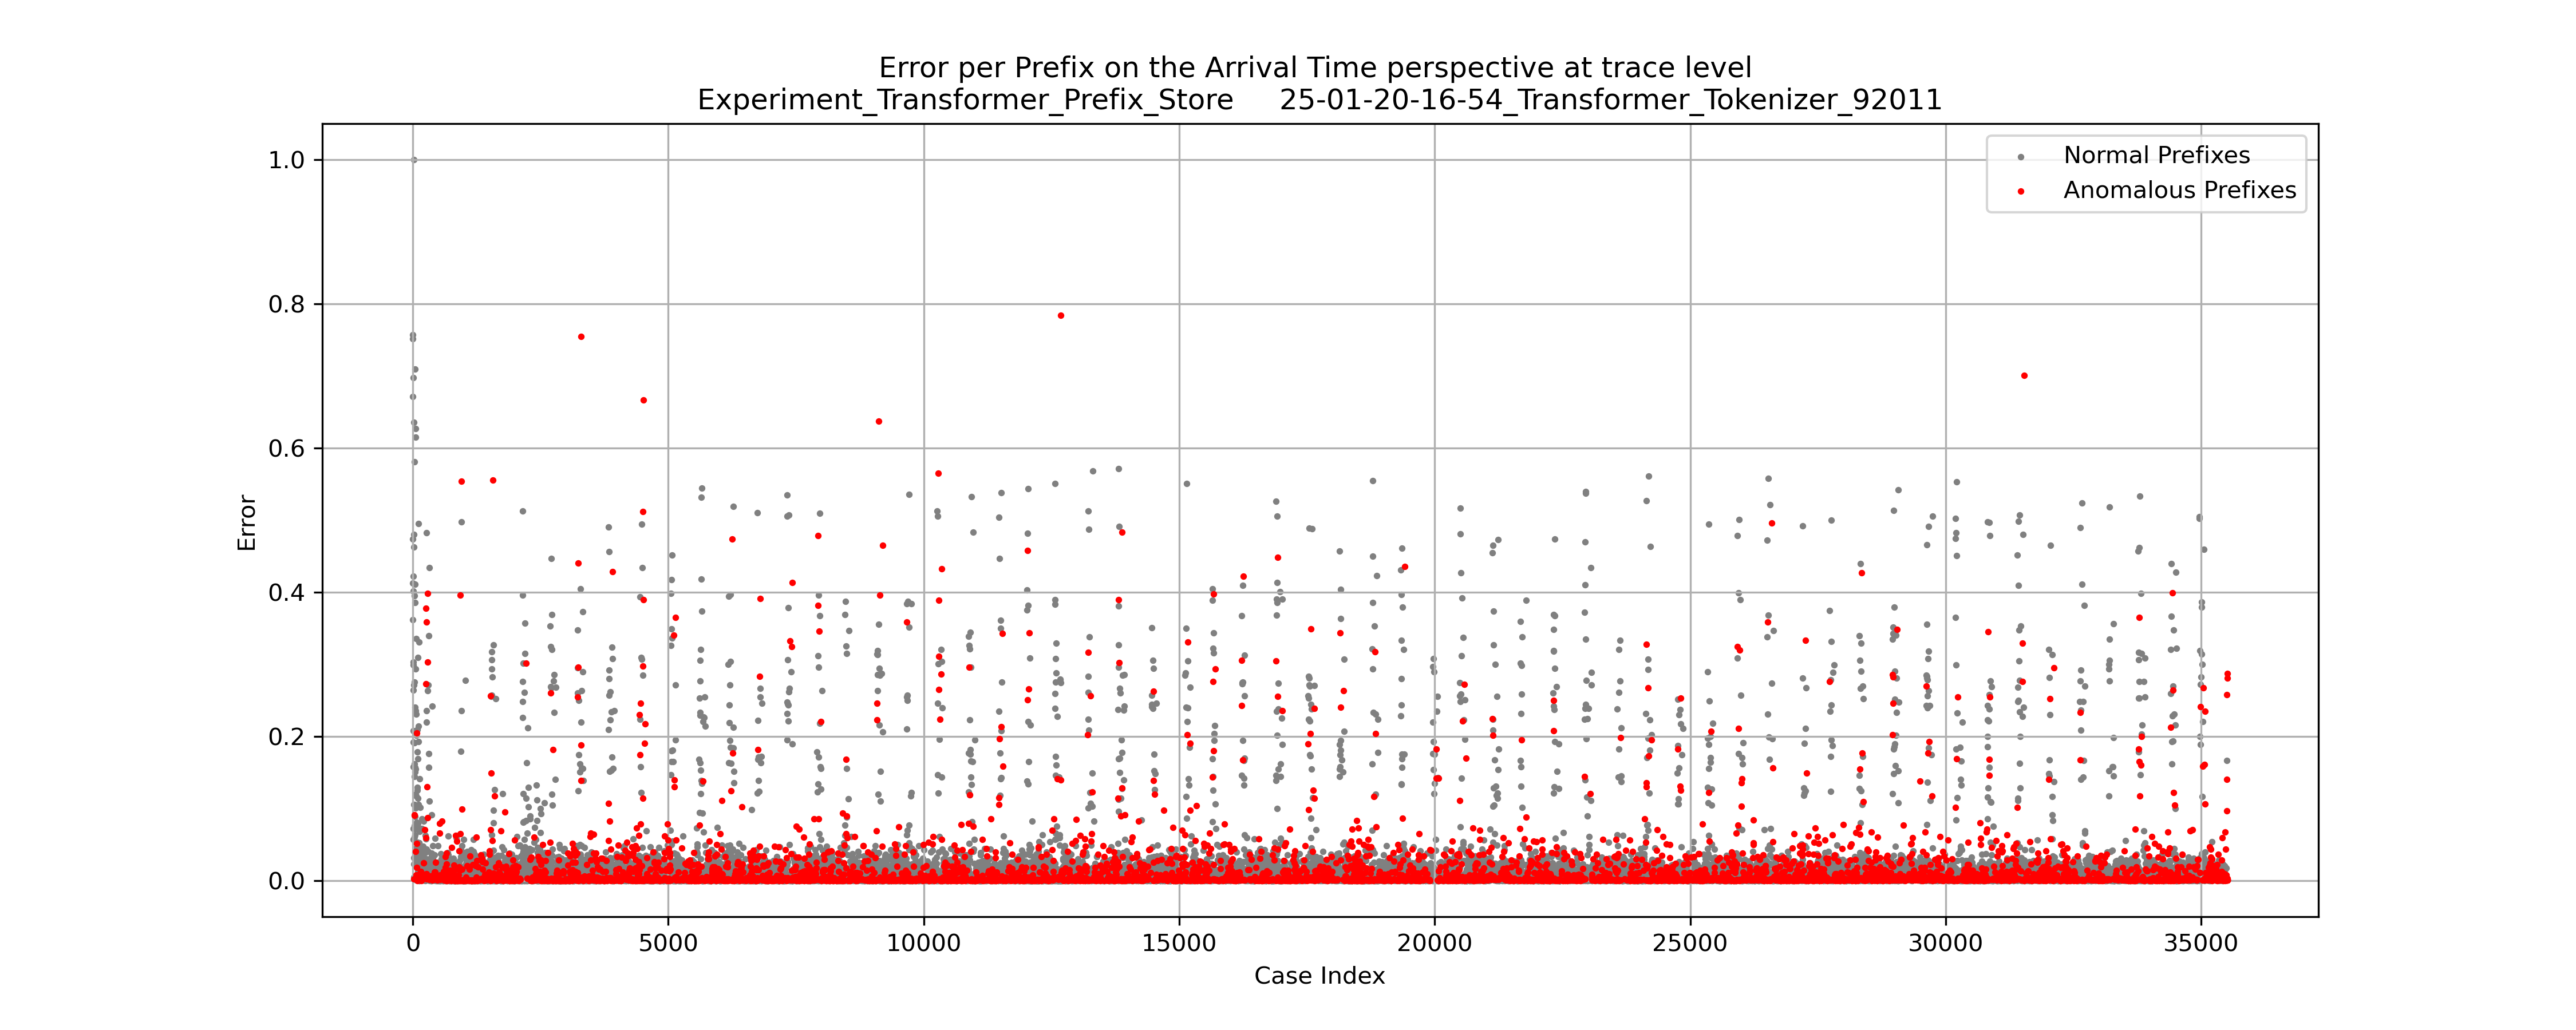 Error per Prefix on the Arrival Time perspective at trace level
Experiment_Transformer_Prefix_Store 25-01-20-16-54_Transformer_Tokenizer_92011
Normal Prefixes
Anomalous Prefixes
1.0
0.8
0.6
0.4
0.2
0.0
Error
0 5000 10000 15000 20000 25000 30000 35000
Case Index